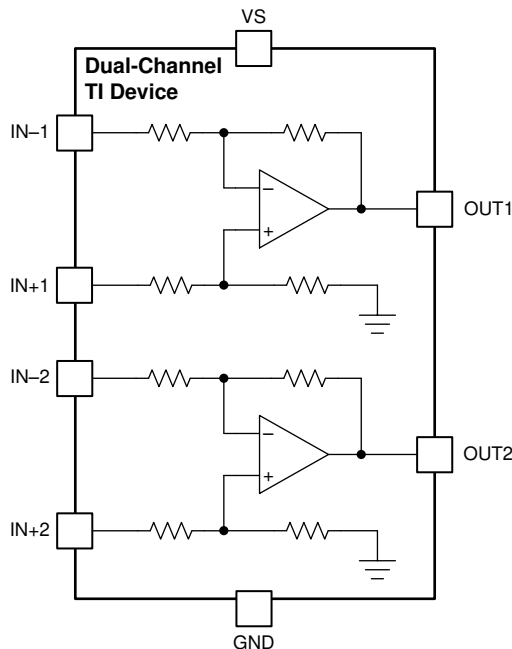 VS
Dual-Channel
TI Device
IN–1
−
OUT1
+
IN+1
IN–2
−
OUT2
+
IN+2
GND